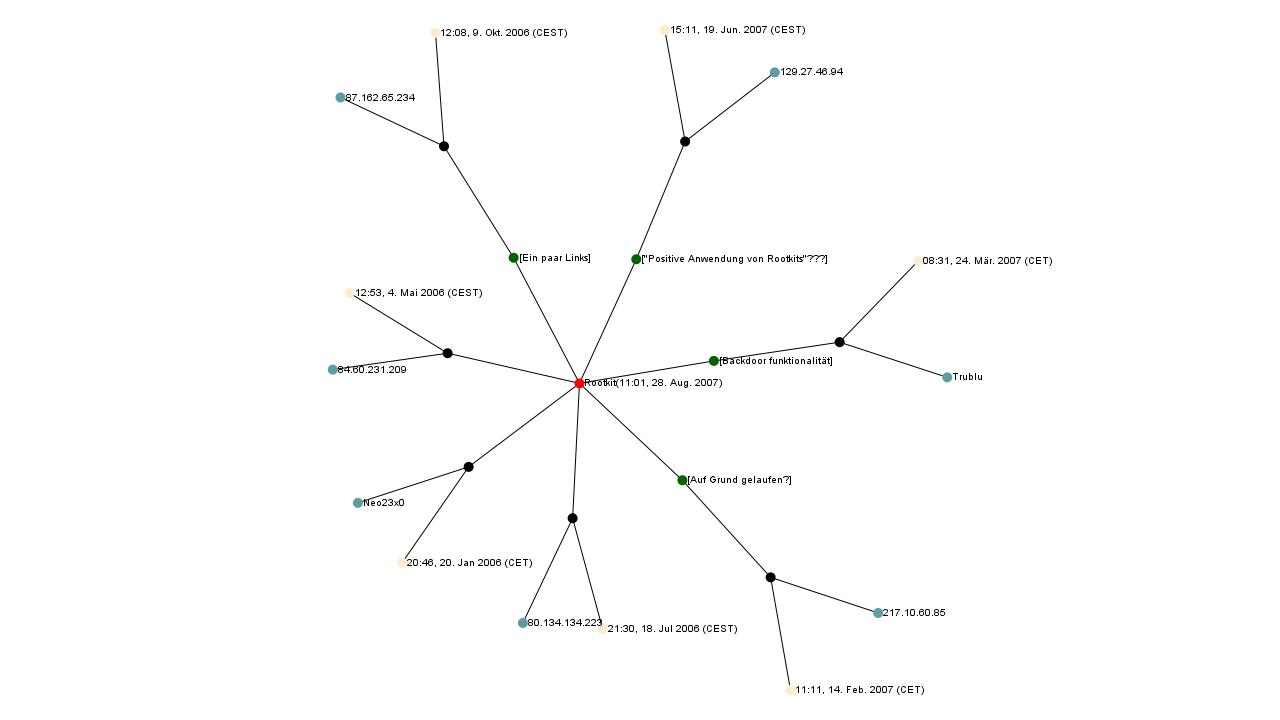 15:11, 19. Jun. 2007 (CEST)
12:08, 9. Okt. 2006 (CEST)
129.27.46.94
87.162.65.234
[Ein paar Links]
["Positive Anwendung von Rootkits"???]
08:31, 24. Mär. 2007 (CET)
12:53, 4. Mai 2006 (CEST)
[Backdoor funktionalität]
84.60.231.209
Trublu
Rootkit(11:01, 28. Aug. 2007)
[Auf Grund gelaufen?]
Neo23x0
20:46, 20. Jan 2006 (CET)
217.10.60.85
80.134.134.223
21:30, 18. Jul 2006 (CEST)
11:11, 14. Feb. 2007 (CET)